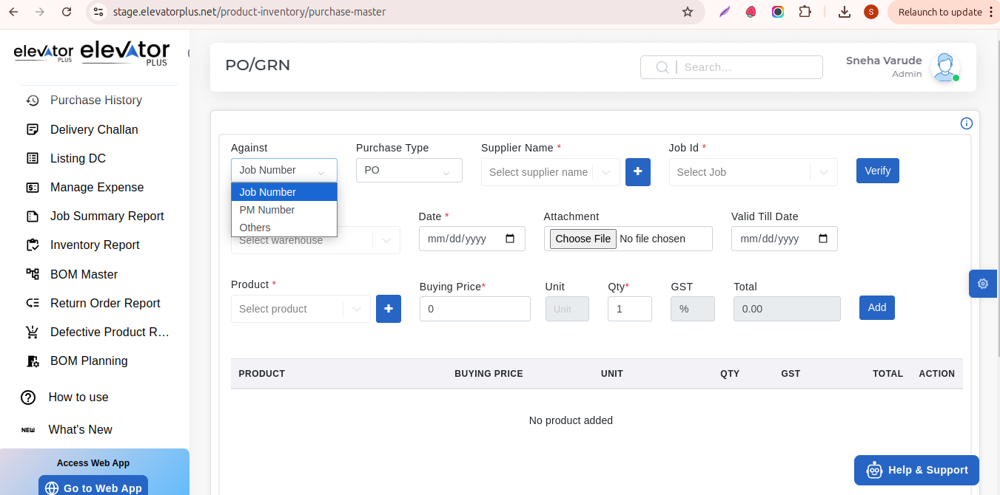 stage.elevatorplus.net/product-inventory/purchase-master
S
Relaunch to update
elevator PLUS elevator PLUS
Purchase History
Delivery Challan
Listing DC
Manage Expense
Job Summary Report
Inventory Report
BOM Master
Return Order Report
Defective Product R...
BOM Planning
How to use
NEW What's New
Access Web App
Go to Web App
PO/GRN
Search...
Sneha Varude
Admin
Against Purchase Type Supplier Name * Job Id *
Job Number PO Select supplier name + Select Job Verify
Job Number
PM Number
Others
Date * Attachment Valid Till Date
Select warehouse mm/dd/yyyy Choose File No file chosen mm/dd/yyyy
Product * Buying Price* Unit Qty* GST Total
Select product + 0 Unit 1 % 0.00 Add
PRODUCT BUYING PRICE UNIT QTY GST TOTAL ACTION
No product added
Help & Support